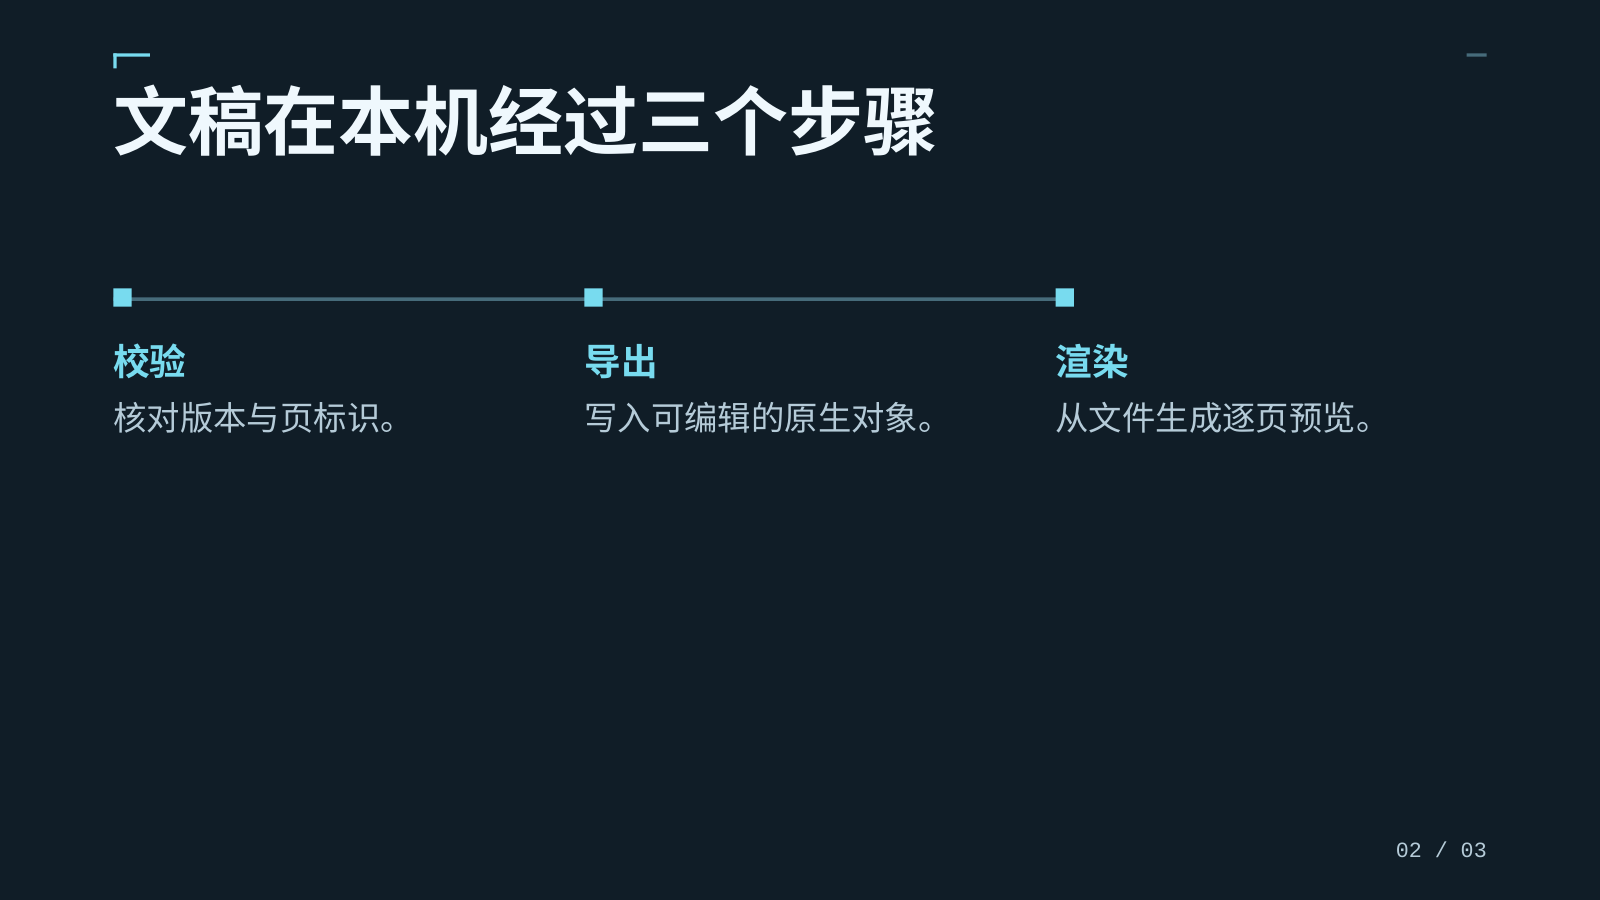 文稿在本机经过三个步骤
校验
核对版本与页标识。
导出
写入可编辑的原生对象。
渲染
从文件生成逐页预览。
02 / 03